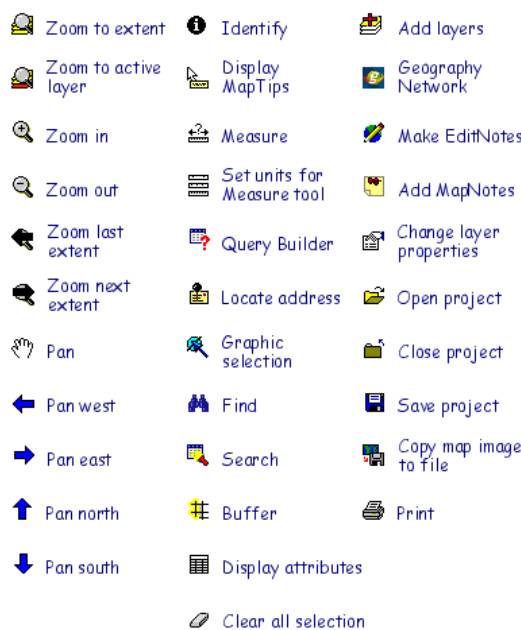 Zoom to extent
Zoom to active
layer
Zoom in
Zoom out
Zoom last
extent
Zoom next
extent
Pan
Pan west
Pan east
Pan north
Pan south
Identify
Display
MapTips
Measure
Set units for
Measure tool
Query Builder
Locate address
Graphic
selection
Find
Search
Buffer
Display attributes
Clear all selection
Add layers
Geography
Network
Make EditNotes
Add MapNotes
Change layer
properties
Open project
Close project
Save project
Copy map image
to file
Print